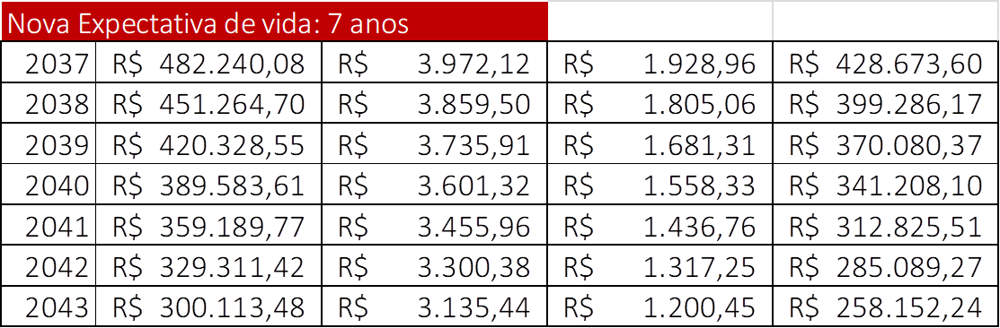 Nova Expectativa de vida: 7 anos
2037 R$ 482.240,08 R$ 3.972,12 R$ 1.928,96 R$ 428.673,60
2038 R$ 451.264,70 R$ 3.859,50 R$ 1.805,06 R$ 399.286,17
2039 R$ 420.328,55 R$ 3.735,91 R$ 1.681,31 R$ 370.080,37
2040 R$ 389.583,61 R$ 3.601,32 R$ 1.558,33 R$ 341.208,10
2041 R$ 359.189,77 R$ 3.455,96 R$ 1.436,76 R$ 312.825,51
2042 R$ 329.311,42 R$ 3.300,38 R$ 1.317,25 R$ 285.089,27
2043 R$ 300.113,48 R$ 3.135,44 R$ 1.200,45 R$ 258.152,24